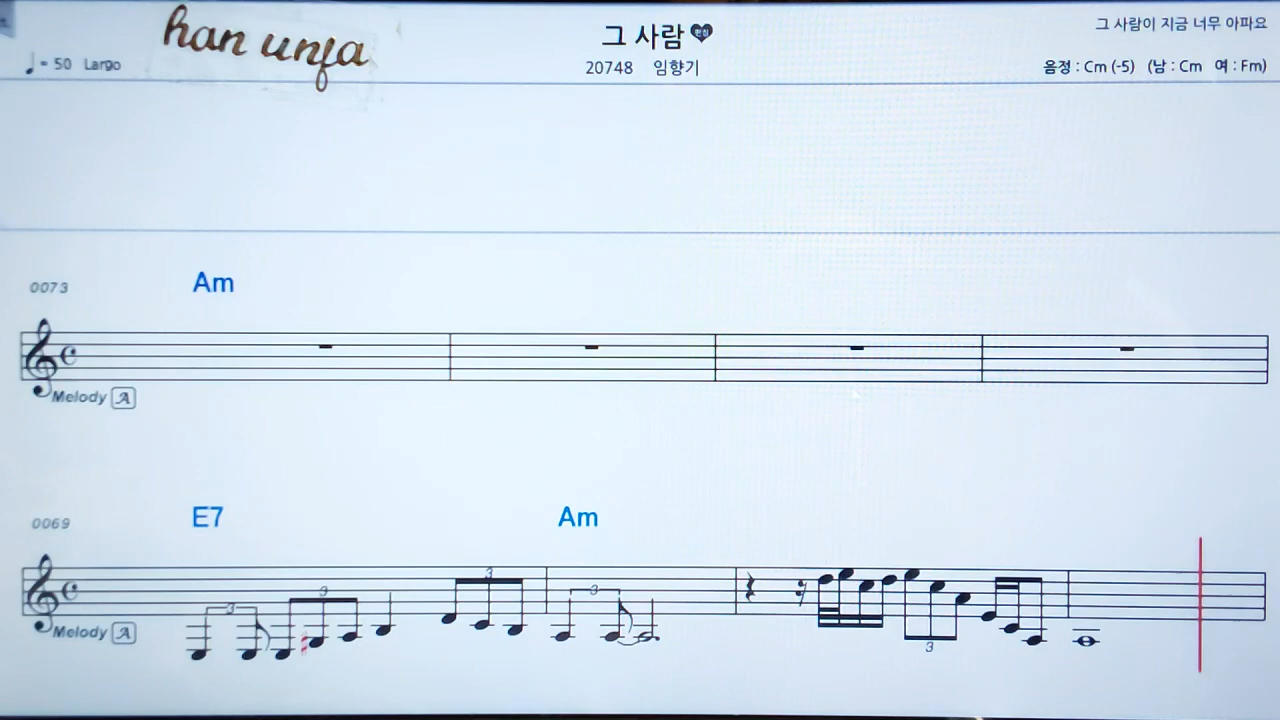 han unfa
그 사람
그 사람이 지금 너무 아파요
♩ = 50 Largo
20748 임향기
음정 : Cm (-5) (남 : Cm 여 : Fm)
0073
Am
Melody A
0069
E7 Am
3 3 3 3
Melody A
3